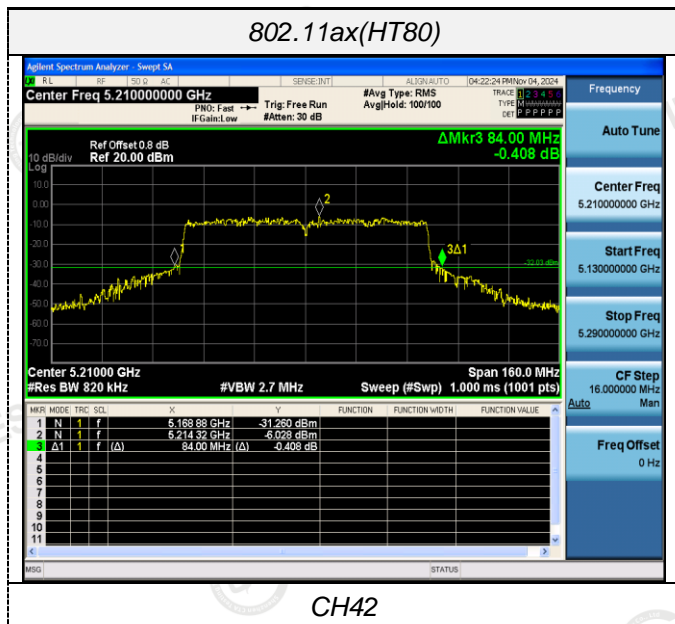 802.11ax(HT80)
Agilent Spectrum Analyzer - Swept SA
LXI RL RF 50 Ω AC SENSE:INT ALIGNAUTO 04:22:24 PM Nov 04, 2024
Center Freq 5.210000000 GHz #Avg Type: RMS TRACE 1 2 3 4 5 6
PNO: Fast Trig: Free Run Avg|Hold: 100/100 TYPE M
IFGain:Low #Atten: 30 dB DET P P P P P P
Frequency
Auto Tune
Ref Offset 0.8 dB ΔMkr3 84.00 MHz
10 dB/div Ref 20.00 dBm -0.408 dB
Log
10.0
0.00
-10.0
-20.0
-30.0
-40.0
-50.0
-60.0
-70.0
2
1
3Δ1
-32.03 dBm
Center 5.21000 GHz Span 160.0 MHz
#Res BW 820 kHz #VBW 2.7 MHz Sweep (#Swp) 1.000 ms (1001 pts)
MKR MODE TRC SCL X Y FUNCTION FUNCTION WIDTH FUNCTION VALUE
1 N 1 f 5.168 88 GHz -31.260 dBm
2 N 1 f 5.214 32 GHz -6.028 dBm
3 Δ1 1 f (Δ) 84.00 MHz (Δ) -0.408 dB
4
5
6
7
8
9
10
11
Center Freq
5.210000000 GHz
Start Freq
5.130000000 GHz
Stop Freq
5.290000000 GHz
CF Step
16.000000 MHz
Auto Man
Freq Offset
0 Hz
MSG STATUS
CH42